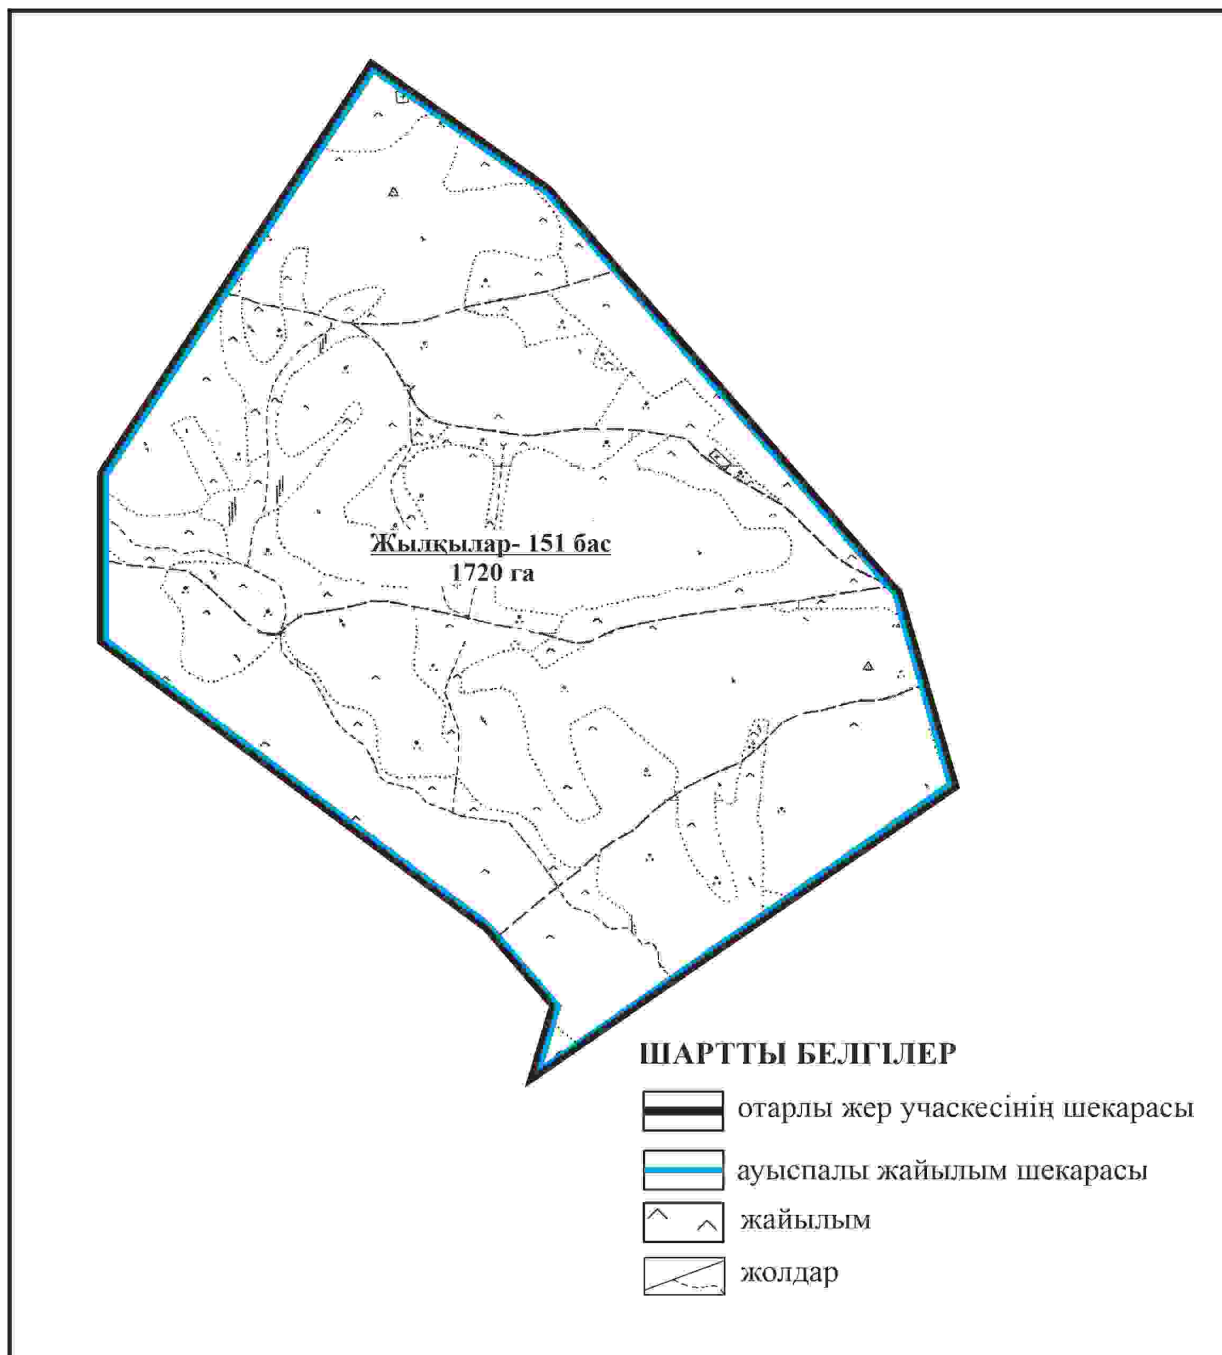 Жылқылар- 151 бас
1720 га
ШАРТТЫ БЕЛГІЛЕР
отарлы жер учаскесінің шекарасы
ауыспалы жайылым шекарасы
жайылым
жолдар